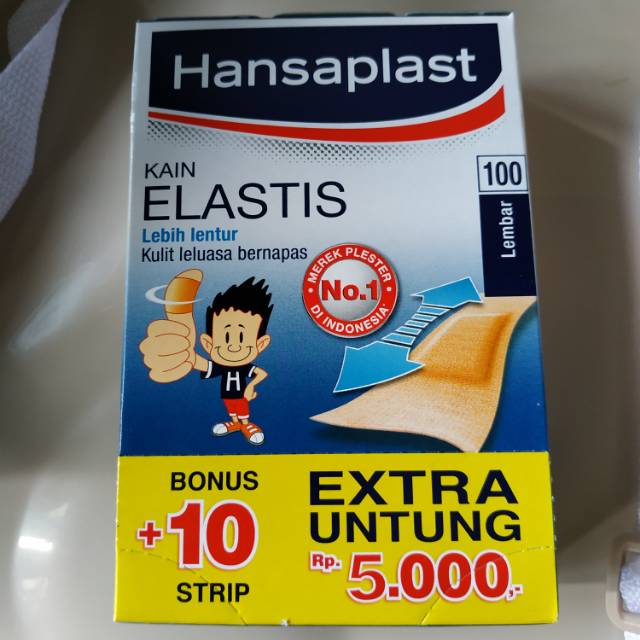 Hansaplast
KAIN
ELASTIS
Lebih lentur
Kulit leluasa bernapas
100
Lembar
MEREK PLESTER
No.1
DI INDONESIA*
H
BONUS
+10
STRIP
EXTRA
UNTUNG
Rp. 5.000,-